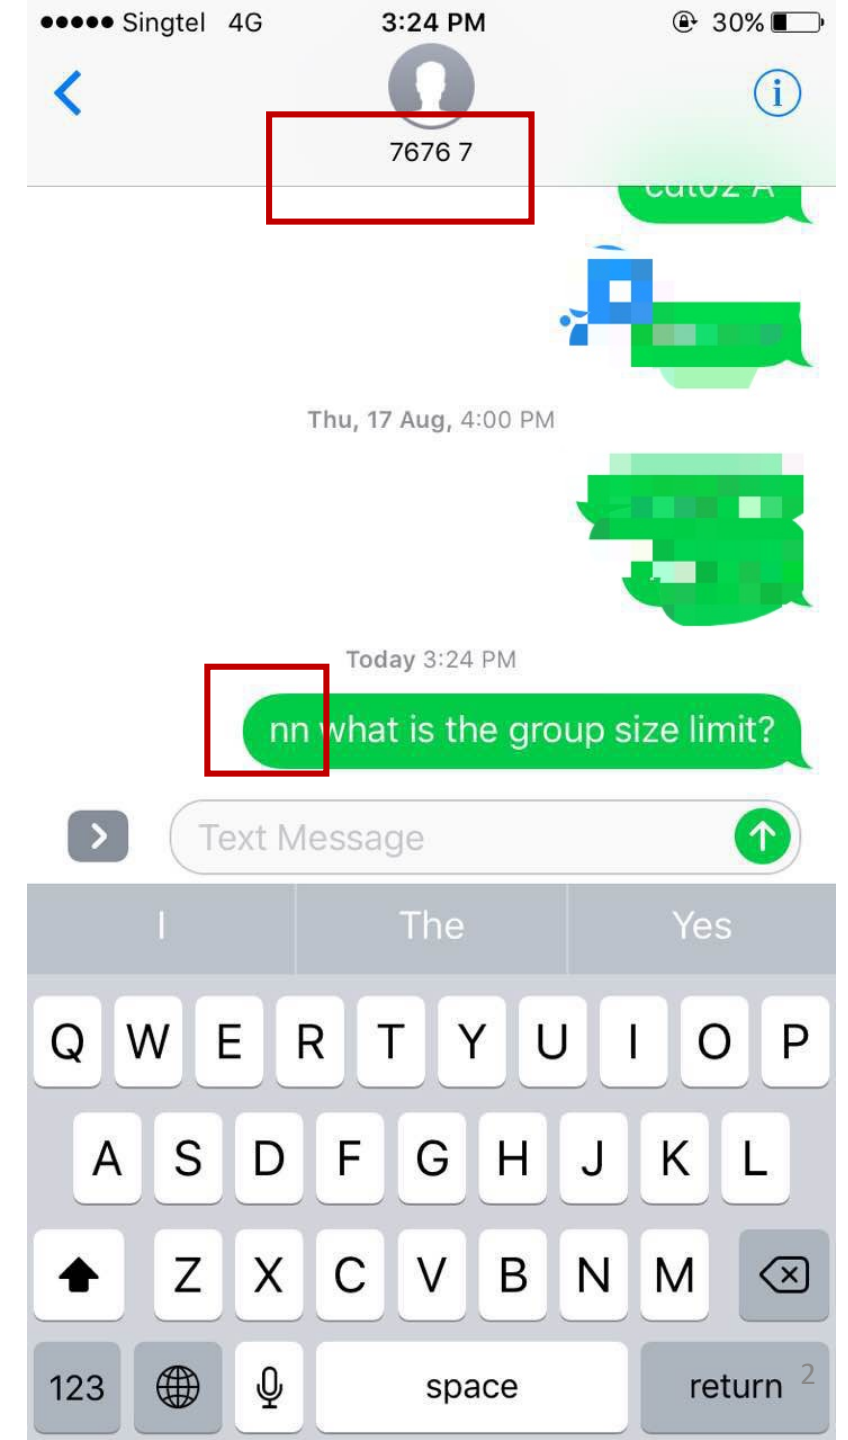 Singtel 4G 3:24 PM 30%
7676 7
Thu, 17 Aug, 4:00 PM
Today 3:24 PM
nn what is the group size limit?
Text Message
I The Yes
Q W E R T Y U I O P
A S D F G H J K L
Z X C V B N M
123 space return 2